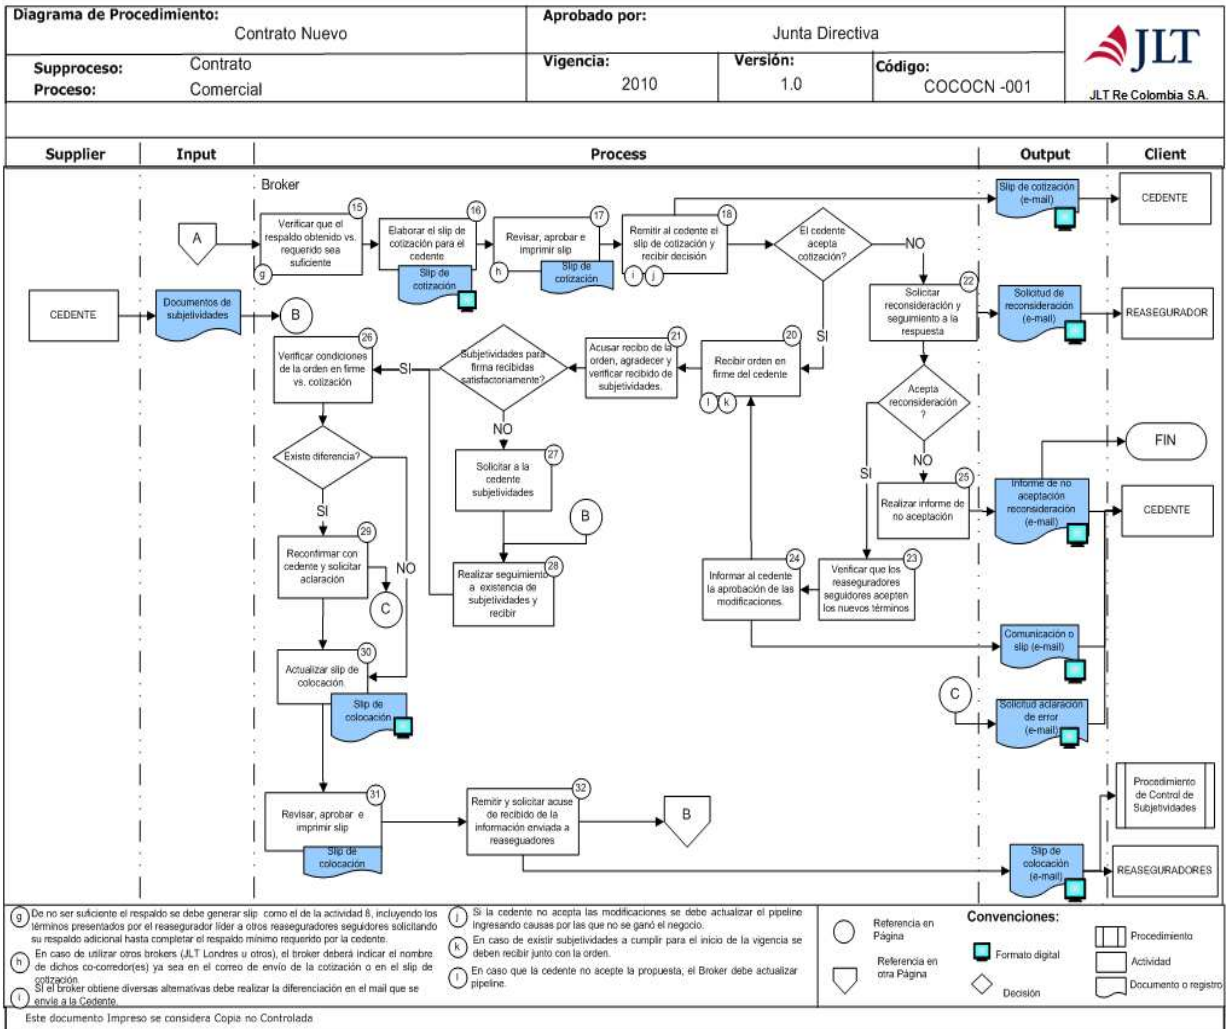 Diagrama de Procedimiento:
Contrato Nuevo
Aprobado por:
Junta Directiva
Supproceso:
Contrato
Proceso:
Comercial
Vigencia:
2010
Versión:
1.0
Código:
COCOCN -001
JLT
JLT Re Colombia S.A.
Supplier
Input
Process
Output
Client
Broker
A
15
Verificar que el
respaldo obtenido vs.
requerido sea
suficiente
g
16
Elaborar el slip de
cotización para el
cedente
Slip de
cotización
17
Revisar, aprobar e
imprimir slip
h
Slip de
cotización
18
Remitir al cedente el
slip de cotización y
recibir decisión
i
j
El cedente
acepta
cotización?
NO
SI
Slip de cotización
(e-mail)
CEDENTE
22
Solicitar
reconsideración y
seguimiento a la
respuesta
Solicitud de
reconsideración
(e-mail)
REASEGURADOR
CEDENTE
Documentos de
subjetividades
B
26
Verificar condiciones
de la orden en firme
vs. cotización
SI
Subjetividades para
firma recibidas
satisfactoriamente?
21
Acusar recibo de la
orden, agradecer y
verificar recibido de
subjetividades.
20
Recibir orden en
firme del cedente
l
k
Acepta
reconsideración
?
NO
SI
FIN
Existe diferencia?
NO
27
Solicitar a la
cedente
subjetividades
25
Realizar informe de
no aceptación
Informe de no
aceptación
reconsideración
(e-mail)
CEDENTE
SI
B
29
Reconfirmar con
cedente y solicitar
aclaración
NO
C
28
Realizar seguimiento
a existencia de
subjetividades y
recibir
24
Informar al cedente
la aprobación de las
modificaciones.
23
Verificar que los
reaseguradores
seguidores acepten
los nuevos términos
30
Actualizar slip de
colocación.
Slip de
colocación
Comunicación o
slip (e-mail)
C
Solicitud aclaración
de error
(e-mail)
31
Revisar, aprobar e
imprimir slip
Slip de
colocación
32
Remitir y solicitar acuse
de recibido de la
información enviada a
reaseguadores
B
Procedimiento
de Control de
Subjetividades
Slip de
colocación
(e-mail)
REASEGURADORES
g De no ser suficiente el respaldo se debe generar slip como el de la actividad 8, incluyendo los
términos presentados por el reasegurador líder a otros reaseguradores seguidores solicitando
su respaldo adicional hasta completar el respaldo mínimo requerido por la cedente.
h En caso de utilizar otros brokers (JLT Londres u otros), el broker deberá indicar el nombre
de dichos co-corredor(es) ya sea en el correo de envío de la cotización o en el slip de
cotización.
i Si el broker obtiene diversas alternativas debe realizar la diferenciación en el mail que se
envíe a la Cedente.
j Si la cedente no acepta las modificaciones se debe actualizar el pipeline
ingresando causas por las que no se ganó el negocio.
k En caso de existir subjetividades a cumplir para el inicio de la vigencia se
deben recibir junto con la orden.
l En caso que la cedente no acepte la propuesta, el Broker debe actualizar
pipeline.
Referencia en
Página
Referencia en
otra Página
Convenciones:
Formato digital
Decisión
Procedimiento
Actividad
Documento o registro
Este documento Impreso se considera Copia no Controlada